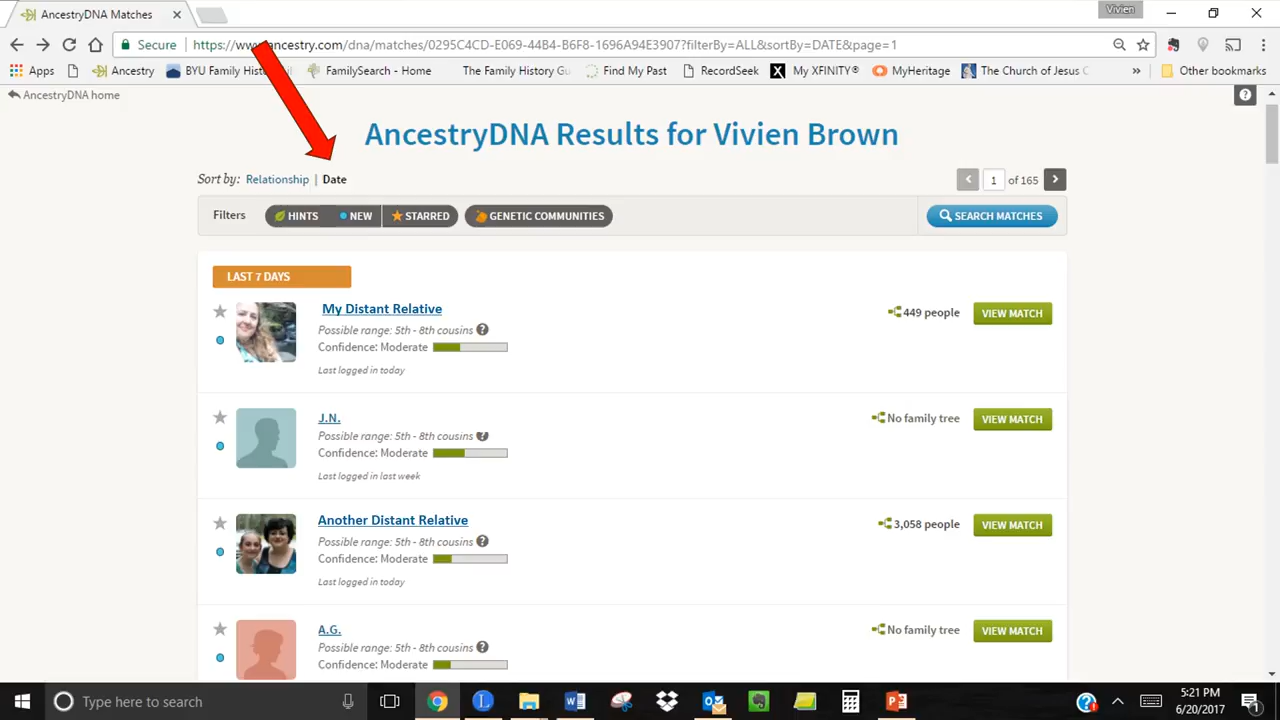 AncestryDNA Matches
Vivien
Secure | https://www.ancestry.com/dna/matches/0295C4CD-E069-44B4-B6F8-1696A94E3907?filterBy=ALL&sortBy=DATE&page=1
Apps Ancestry BYU Family Hist FamilySearch - Home The Family History Gu Find My Past RecordSeek X My XFINITY® MyHeritage The Church of Jesus C » Other bookmarks
AncestryDNA home ?
AncestryDNA Results for Vivien Brown
Sort by: Relationship | Date < 1 of 165 >
Filters HINTS NEW STARRED GENETIC COMMUNITIES SEARCH MATCHES
LAST 7 DAYS
My Distant Relative 449 people VIEW MATCH
Possible range: 5th - 8th cousins ?
Confidence: Moderate
Last logged in today
J.N. No family tree VIEW MATCH
Possible range: 5th - 8th cousins ?
Confidence: Moderate
Last logged in last week
Another Distant Relative 3,058 people VIEW MATCH
Possible range: 5th - 8th cousins ?
Confidence: Moderate
Last logged in today
A.G. No family tree VIEW MATCH
Possible range: 5th - 8th cousins ?
Confidence: Moderate
Type here to search 5:21 PM
6/20/2017